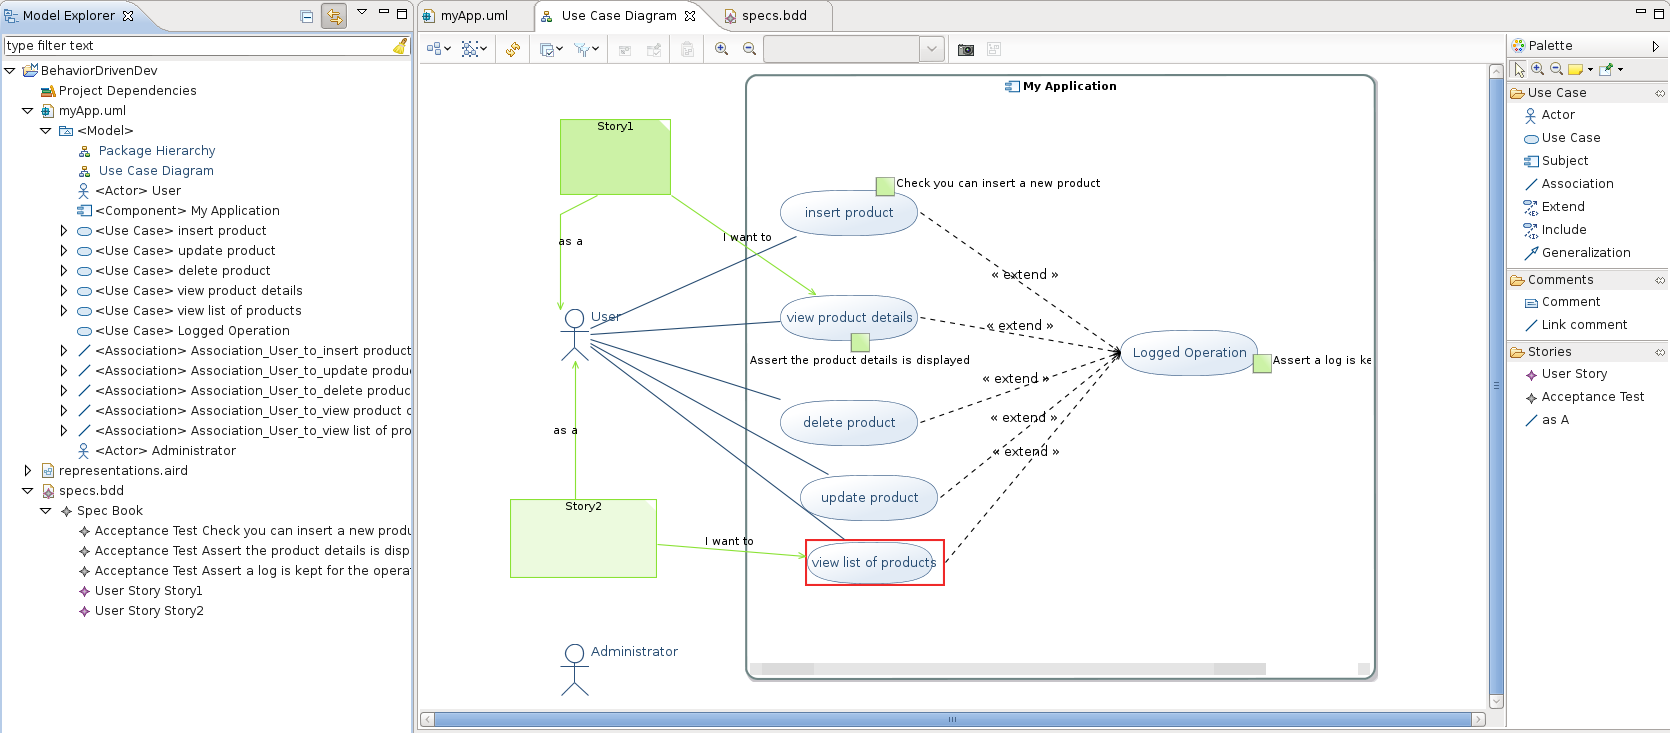 Model Explorer
type filter text
BehaviorDrivenDev
Project Dependencies
myApp.uml
<Model>
Package Hierarchy
Use Case Diagram
<Actor> User
<Component> My Application
<Use Case> insert product
<Use Case> update product
<Use Case> delete product
<Use Case> view product details
<Use Case> view list of products
<Use Case> Logged Operation
<Association> Association_User_to_insert product
<Association> Association_User_to_update produ
<Association> Association_User_to_delete produc
<Association> Association_User_to_view product
<Association> Association_User_to_view list of pro
<Actor> Administrator
representations.aird
specs.bdd
Spec Book
Acceptance Test Check you can insert a new produ
Acceptance Test Assert the product details is disp
Acceptance Test Assert a log is kept for the opera
User Story Story1
User Story Story2
myApp.uml
Use Case Diagram
specs.bdd
My Application
Story1
Check you can insert a new product
insert product
as a
I want to
« extend »
User
view product details
« extend »
Assert the product details is displayed
Logged Operation
Assert a log is ke
« extend »
delete product
« extend »
as a
« extend »
update product
Story2
I want to
view list of products
Administrator
Palette
Use Case
Actor
Use Case
Subject
Association
Extend
Include
Generalization
Comments
Comment
Link comment
Stories
User Story
Acceptance Test
as A